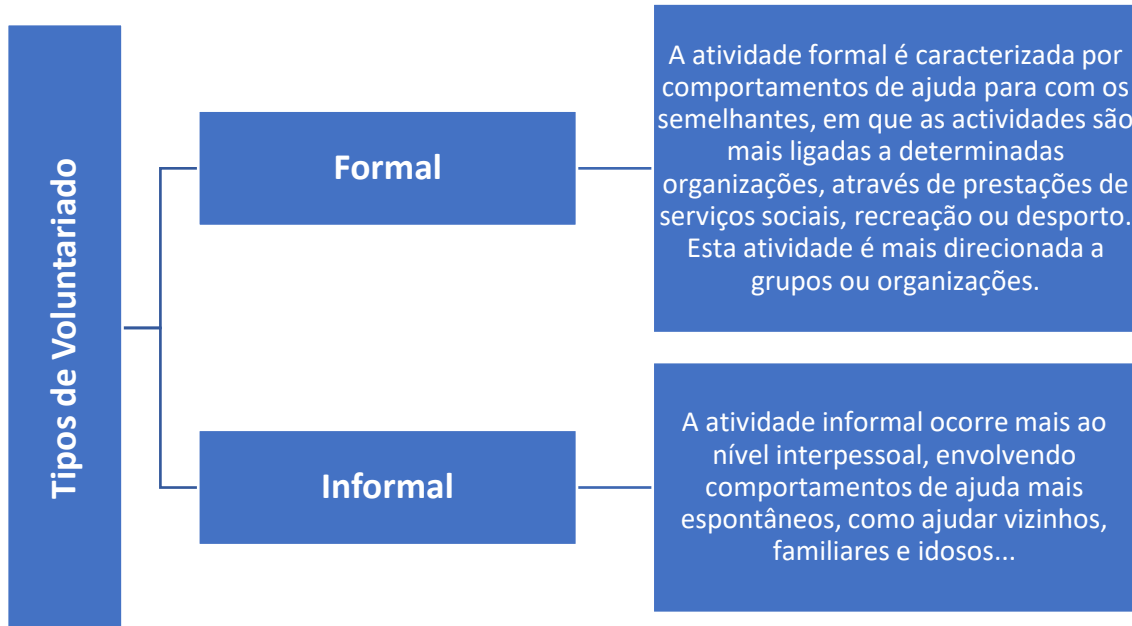 Tipos de Voluntariado
Formal
A atividade formal é caracterizada por
comportamentos de ajuda para com os
semelhantes, em que as actividades são
mais ligadas a determinadas
organizações, através de prestações de
serviços sociais, recreação ou desporto.
Esta atividade é mais direcionada a
grupos ou organizações.
Informal
A atividade informal ocorre mais ao
nível interpessoal, envolvendo
comportamentos de ajuda mais
espontâneos, como ajudar vizinhos,
familiares e idosos...